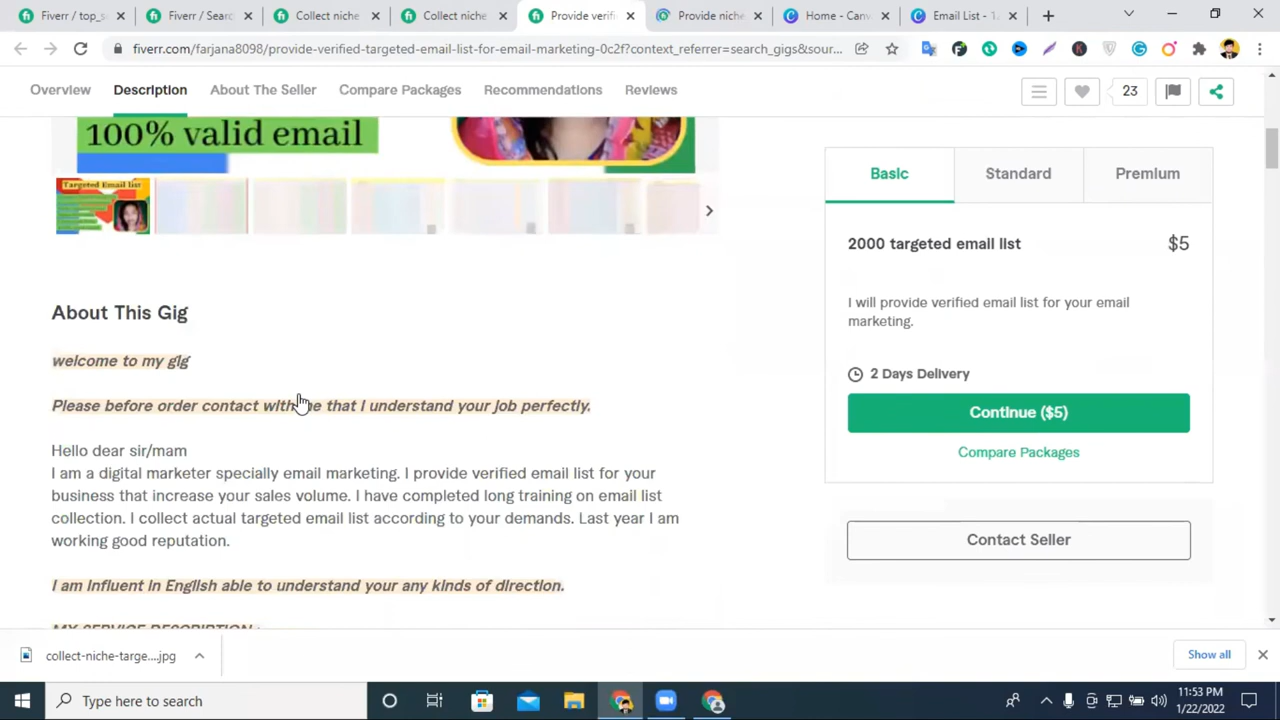 Fiverr / top_s
Fiverr / Searc
Collect niche
Collect niche
Provide verifi
Provide niche
Home - Canv
Email List - 1.
fiverr.com/farjana8098/provide-verified-targeted-email-list-for-email-marketing-0c2f?context_referrer=search_gigs&sour...
Overview
Description
About The Seller
Compare Packages
Recommendations
Reviews
23
100% valid email
Targeted Email list
Basic
Standard
Premium
2000 targeted email list
$5
I will provide verified email list for your email
marketing.
2 Days Delivery
Continue ($5)
Compare Packages
Contact Seller
About This Gig
welcome to my gig
Please before order contact with me that I understand your job perfectly.
Hello dear sir/mam
I am a digital marketer specially email marketing. I provide verified email list for your
business that increase your sales volume. I have completed long training on email list
collection. I collect actual targeted email list according to your demands. Last year I am
working good reputation.
I am influent in English able to understand your any kinds of direction.
MY SERVICE DESCRIPTION :
collect-niche-targe....jpg
Show all
Type here to search
11:53 PM
1/22/2022